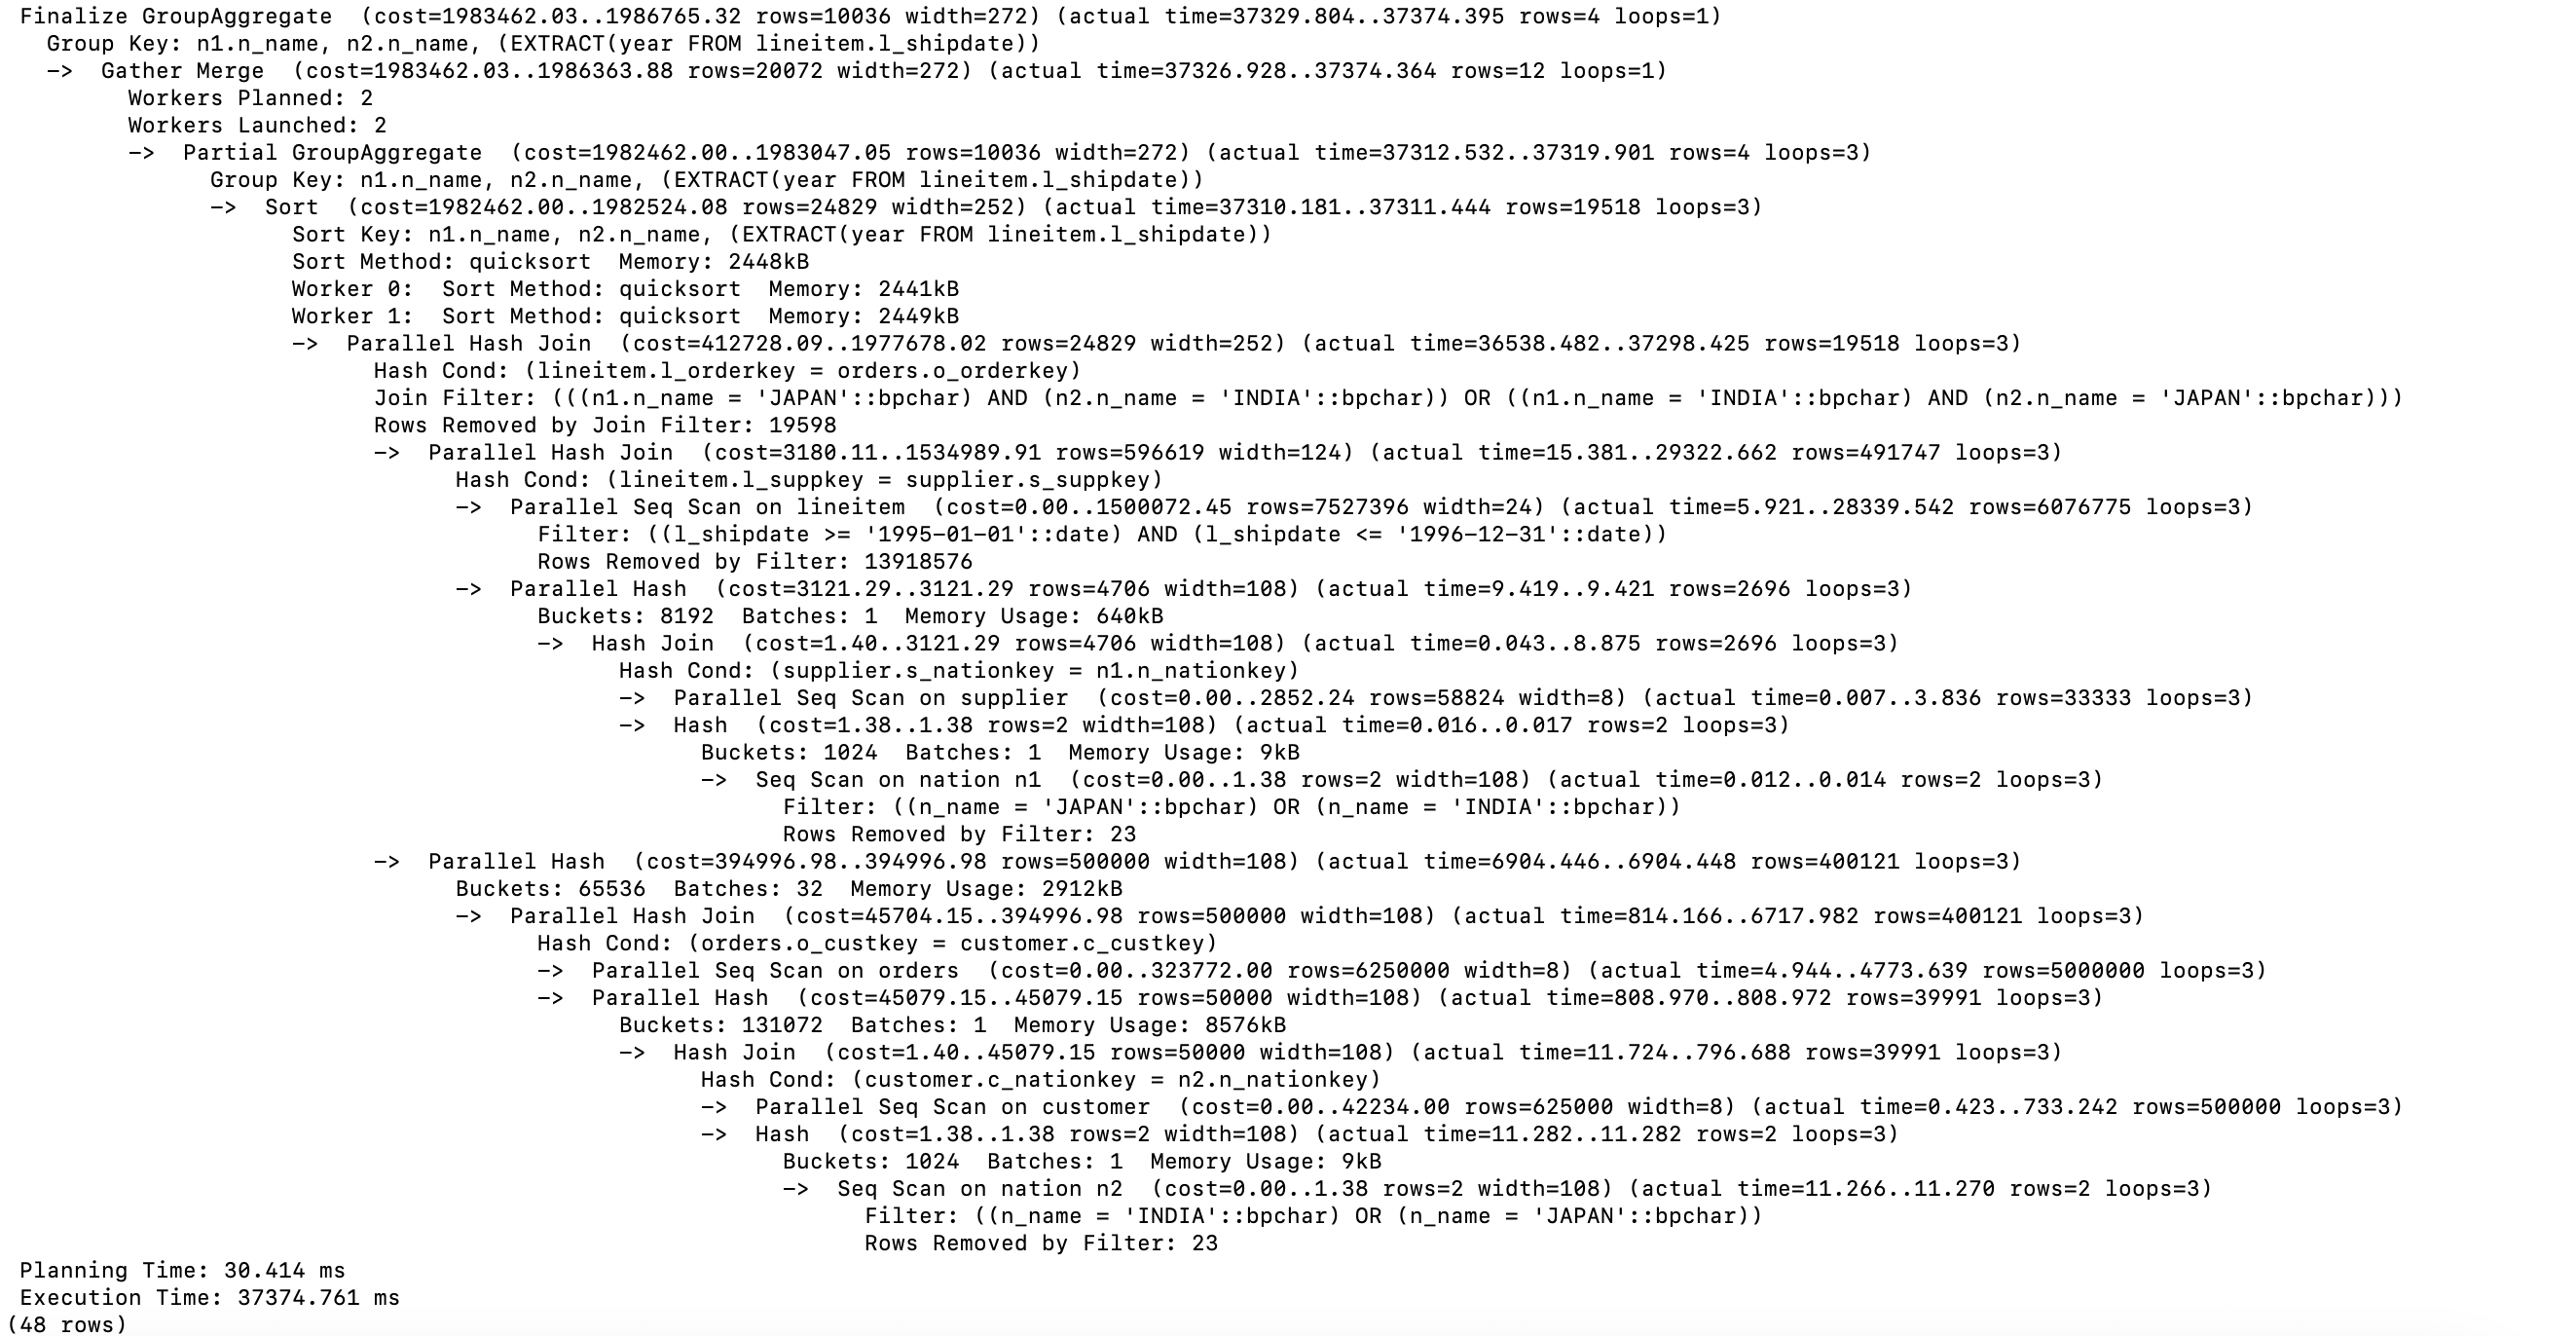 Finalize GroupAggregate  (cost=1983462.03..1986765.32 rows=10036 width=272) (actual time=37329.804..37374.395 rows=4 loops=1)
  Group Key: n1.n_name, n2.n_name, (EXTRACT(year FROM lineitem.l_shipdate))
  ->  Gather Merge  (cost=1983462.03..1986363.88 rows=20072 width=272) (actual time=37326.928..37374.364 rows=12 loops=1)
        Workers Planned: 2
        Workers Launched: 2
        ->  Partial GroupAggregate  (cost=1982462.00..1983047.05 rows=10036 width=272) (actual time=37312.532..37319.901 rows=4 loops=3)
              Group Key: n1.n_name, n2.n_name, (EXTRACT(year FROM lineitem.l_shipdate))
              ->  Sort  (cost=1982462.00..1982524.08 rows=24829 width=252) (actual time=37310.181..37311.444 rows=19518 loops=3)
                    Sort Key: n1.n_name, n2.n_name, (EXTRACT(year FROM lineitem.l_shipdate))
                    Sort Method: quicksort  Memory: 2448kB
                    Worker 0:  Sort Method: quicksort  Memory: 2441kB
                    Worker 1:  Sort Method: quicksort  Memory: 2449kB
                    ->  Parallel Hash Join  (cost=412728.09..1977678.02 rows=24829 width=252) (actual time=36538.482..37298.425 rows=19518 loops=3)
                          Hash Cond: (lineitem.l_orderkey = orders.o_orderkey)
                          Join Filter: (((n1.n_name = 'JAPAN'::bpchar) AND (n2.n_name = 'INDIA'::bpchar)) OR ((n1.n_name = 'INDIA'::bpchar) AND (n2.n_name = 'JAPAN'::bpchar)))
                          Rows Removed by Join Filter: 19598
                          ->  Parallel Hash Join  (cost=3180.11..1534989.91 rows=596619 width=124) (actual time=15.381..29322.662 rows=491747 loops=3)
                                Hash Cond: (lineitem.l_suppkey = supplier.s_suppkey)
                                ->  Parallel Seq Scan on lineitem  (cost=0.00..1500072.45 rows=7527396 width=24) (actual time=5.921..28339.542 rows=6076775 loops=3)
                                      Filter: ((l_shipdate >= '1995-01-01'::date) AND (l_shipdate <= '1996-12-31'::date))
                                      Rows Removed by Filter: 13918576
                                ->  Parallel Hash  (cost=3121.29..3121.29 rows=4706 width=108) (actual time=9.419..9.421 rows=2696 loops=3)
                                      Buckets: 8192  Batches: 1  Memory Usage: 640kB
                                      ->  Hash Join  (cost=1.40..3121.29 rows=4706 width=108) (actual time=0.043..8.875 rows=2696 loops=3)
                                            Hash Cond: (supplier.s_nationkey = n1.n_nationkey)
                                            ->  Parallel Seq Scan on supplier  (cost=0.00..2852.24 rows=58824 width=8) (actual time=0.007..3.836 rows=33333 loops=3)
                                            ->  Hash  (cost=1.38..1.38 rows=2 width=108) (actual time=0.016..0.017 rows=2 loops=3)
                                                  Buckets: 1024  Batches: 1  Memory Usage: 9kB
                                                  ->  Seq Scan on nation n1  (cost=0.00..1.38 rows=2 width=108) (actual time=0.012..0.014 rows=2 loops=3)
                                                        Filter: ((n_name = 'JAPAN'::bpchar) OR (n_name = 'INDIA'::bpchar))
                                                        Rows Removed by Filter: 23
                          ->  Parallel Hash  (cost=394996.98..394996.98 rows=500000 width=108) (actual time=6904.446..6904.448 rows=400121 loops=3)
                                Buckets: 65536  Batches: 32  Memory Usage: 2912kB
                                ->  Parallel Hash Join  (cost=45704.15..394996.98 rows=500000 width=108) (actual time=814.166..6717.982 rows=400121 loops=3)
                                      Hash Cond: (orders.o_custkey = customer.c_custkey)
                                      ->  Parallel Seq Scan on orders  (cost=0.00..323772.00 rows=6250000 width=8) (actual time=4.944..4773.639 rows=5000000 loops=3)
                                      ->  Parallel Hash  (cost=45079.15..45079.15 rows=50000 width=108) (actual time=808.970..808.972 rows=39991 loops=3)
                                            Buckets: 131072  Batches: 1  Memory Usage: 8576kB
                                            ->  Hash Join  (cost=1.40..45079.15 rows=50000 width=108) (actual time=11.724..796.688 rows=39991 loops=3)
                                                  Hash Cond: (customer.c_nationkey = n2.n_nationkey)
                                                  ->  Parallel Seq Scan on customer  (cost=0.00..42234.00 rows=625000 width=8) (actual time=0.423..733.242 rows=500000 loops=3)
                                                  ->  Hash  (cost=1.38..1.38 rows=2 width=108) (actual time=11.282..11.282 rows=2 loops=3)
                                                        Buckets: 1024  Batches: 1  Memory Usage: 9kB
                                                        ->  Seq Scan on nation n2  (cost=0.00..1.38 rows=2 width=108) (actual time=11.266..11.270 rows=2 loops=3)
                                                              Filter: ((n_name = 'INDIA'::bpchar) OR (n_name = 'JAPAN'::bpchar))
                                                              Rows Removed by Filter: 23
Planning Time: 30.414 ms
Execution Time: 37374.761 ms
(48 rows)